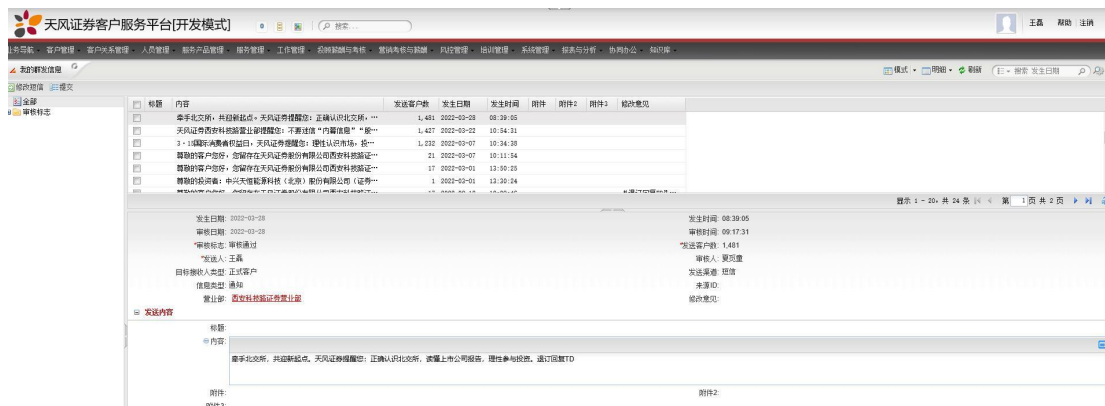 天风证券客户服务平台[开发模式] 搜索... 王磊 帮助 注销
业务导航 客户管理 客户关系管理 人员管理 服务产品管理 服务管理 工作管理 投顾薪酬与考核 营销考核与薪酬 风控管理 培训管理 系统管理 报表与分析 协同办公 知识库
我的群发信息 模式 明细 刷新 搜索 发生日期
修改短信 提交
全部
审核标志
标题 内容 发送客户数 发生日期 发生时间 附件 附件2 附件3 修改意见
牵手北交所，共迎新起点。天风证券提醒您：正确认识北交所，… 1,481 2022-03-28 08:39:05
天风证券西安科技路营业部提醒您：不要迷信“内幕信息”“股… 1,427 2022-03-22 10:54:31
3·15国际消费者权益日，天风证券提醒您：理性认识市场，投… 1,232 2022-03-07 10:34:38
尊敬的客户您好，您留存在天风证券股份有限公司西安科技路证… 21 2022-03-07 10:11:54
尊敬的客户您好，您留存在天风证券股份有限公司西安科技路证… 17 2022-03-01 13:50:25
尊敬的投资者：中兴天恒能源科技（北京）股份有限公司（证券… 1 2022-03-01 13:30:24
显示 1 - 20，共 24 条 第 1 页 共 2 页
发生日期: 2022-03-28 发生时间: 08:39:05
审核日期: 2022-03-28 审核时间: 09:17:31
*审核标志: 审核通过 *发送客户数: 1,481
*发送人: 王磊 审核人: 夏页童
目标接收人类型: 正式客户 发送渠道: 短信
信息类型: 通知 来源ID:
营业部: 西安科技路证券营业部 修改意见:
发送内容
标题:
内容:
牵手北交所，共迎新起点。天风证券提醒您：正确认识北交所，读懂上市公司报告，理性参与投资。退订回复TD
附件: 附件2:
附件3: